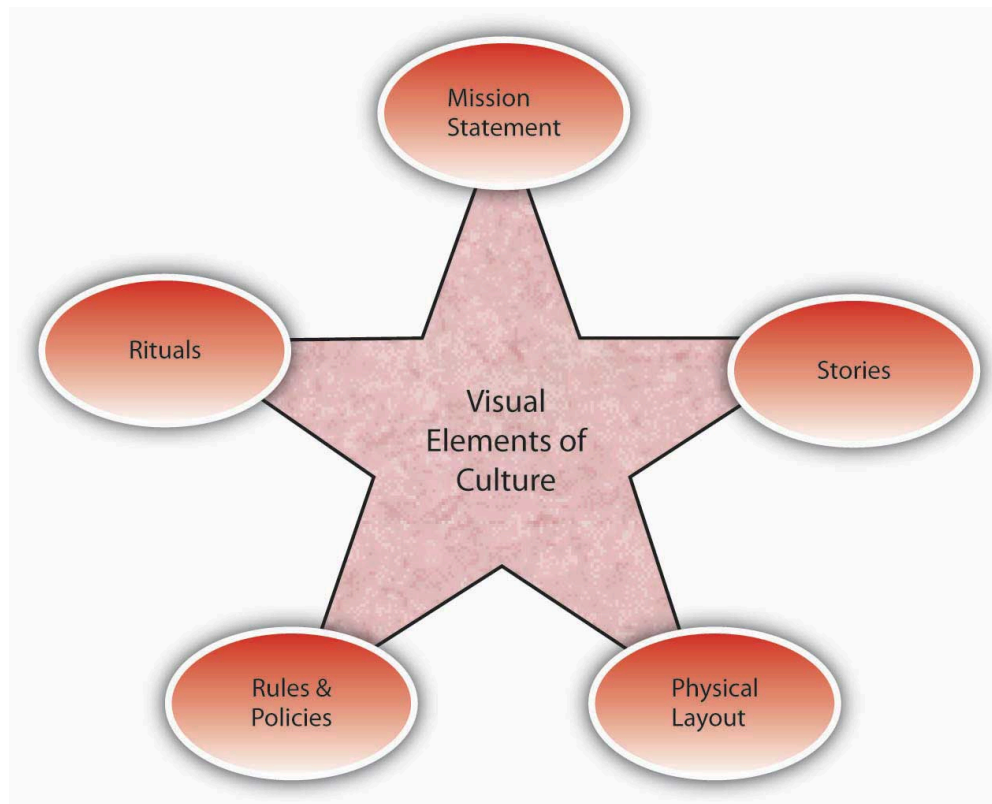 Mission
Statement
Rituals
Stories
Visual
Elements of
Culture
Rules &
Policies
Physical
Layout